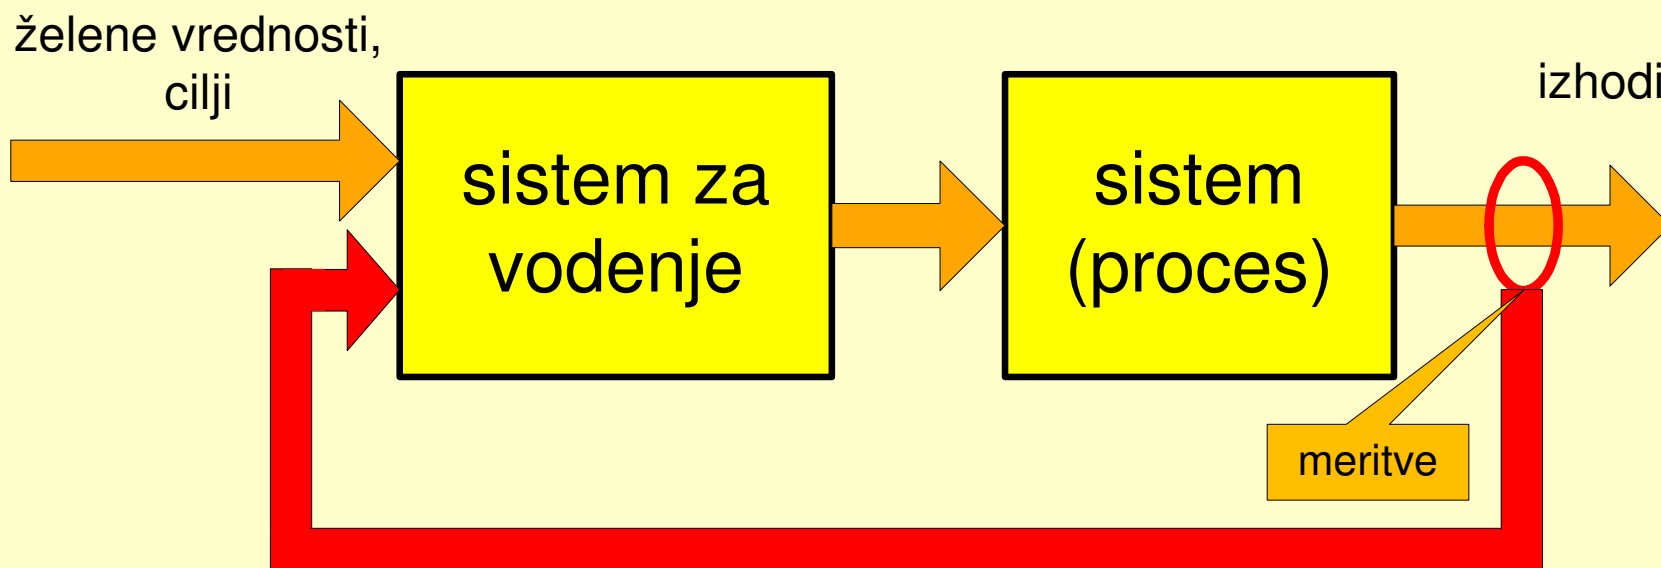 želene vrednosti,
cilji
sistem za
vodenje
sistem
(proces)
izhodi
meritve